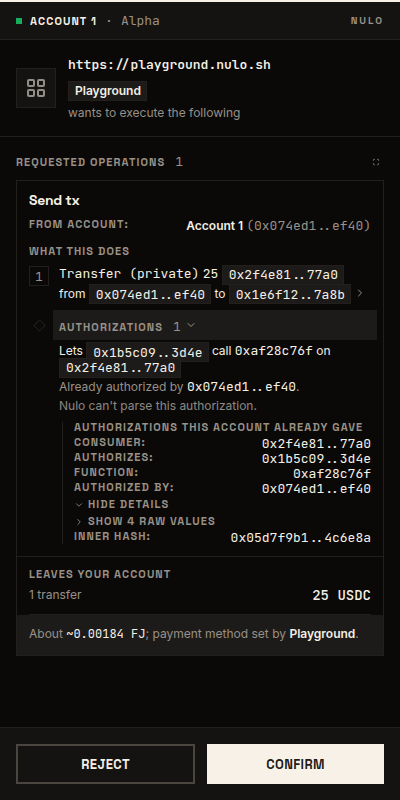 ACCOUNT 1 · Alpha NULO
https://playground.nulo.sh
Playground
wants to execute the following
REQUESTED OPERATIONS 1
Send tx
FROM ACCOUNT: Account 1 (0x074ed1..ef40)
WHAT THIS DOES
1 Transfer (private) 25 0x2f4e81..77a0
from 0x074ed1..ef40 to 0x1e6f12..7a8b
AUTHORIZATIONS 1
Lets 0x1b5c09..3d4e call 0xaf28c76f on
0x2f4e81..77a0
Already authorized by 0x074ed1..ef40.
Nulo can't parse this authorization.
AUTHORIZATIONS THIS ACCOUNT ALREADY GAVE
CONSUMER: 0x2f4e81..77a0
AUTHORIZES: 0x1b5c09..3d4e
FUNCTION: 0xaf28c76f
AUTHORIZED BY: 0x074ed1..ef40
HIDE DETAILS
SHOW 4 RAW VALUES
INNER HASH: 0x05d7f9b1..4c6e8a
LEAVES YOUR ACCOUNT
1 transfer 25 USDC
About ~0.00184 FJ; payment method set by Playground.
REJECT CONFIRM